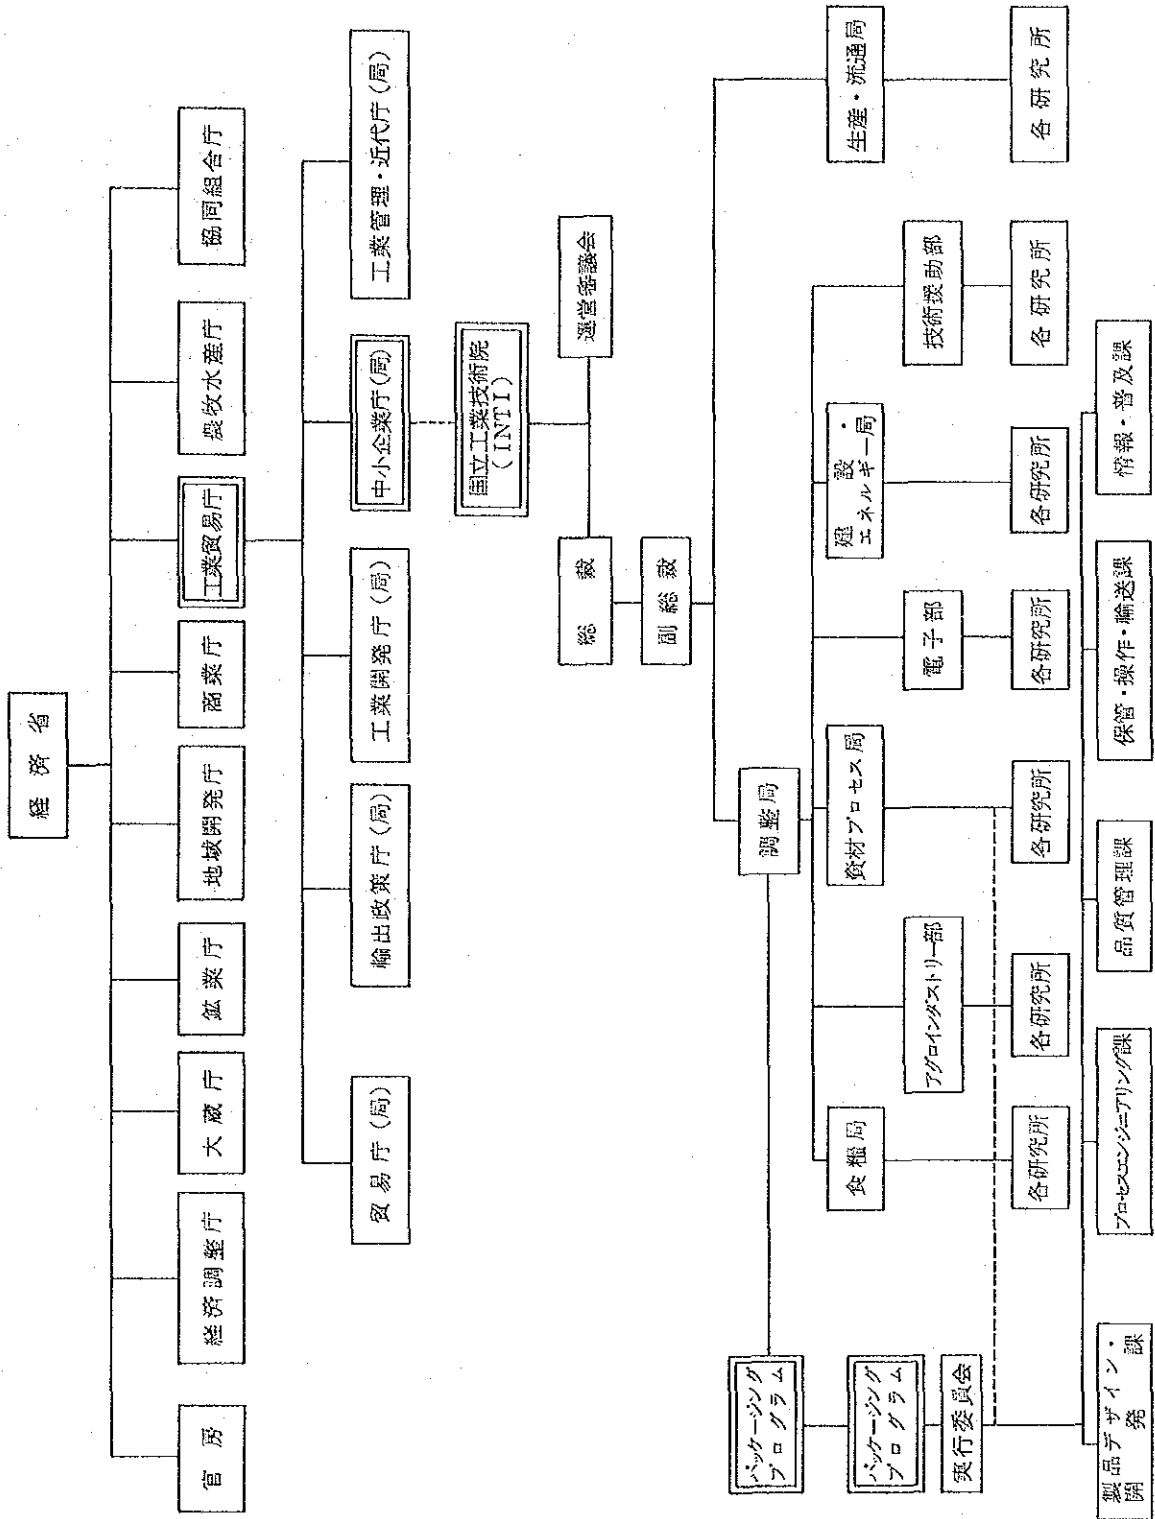 経済省
官房
経済調整庁
大蔵庁
鉱業庁
地域開発庁
商業庁
工業貿易庁
農牧水産庁
協同組合庁
貿易庁(局)
輸出政策庁(局)
工業開発庁(局)
中小企業庁(局)
工業管理・近代庁(局)
国立工業技術院
(INTI)
総裁
運営審議会
副総裁
調整局
パッケージング
プログラム
パッケージング
プログラム
実行委員会
食糧局
アグロインダストリー部
資材プロセス局
電子部
建設・
エネルギー局
技術援助部
生産・流通局
各研究所
各研究所
各研究所
各研究所
各研究所
各研究所
各研究所
製品デザイン・
開発課
プロセスエンジニアリング課
品質管理課
保管・操作・輸送課
情報・普及課